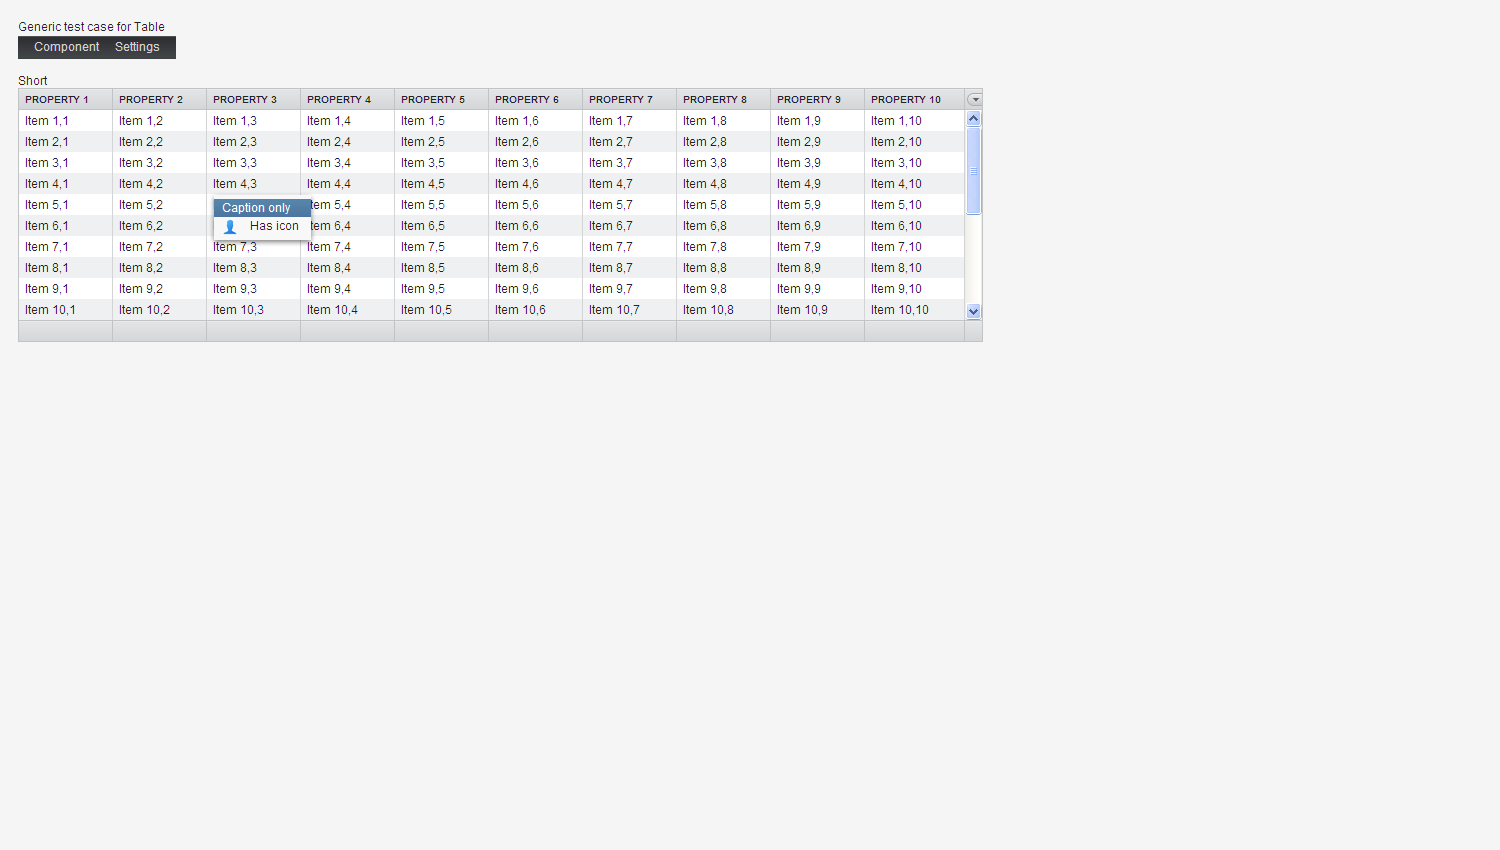 Generic test case for Table
Component Settings
Short
PROPERTY 1 PROPERTY 2 PROPERTY 3 PROPERTY 4 PROPERTY 5 PROPERTY 6 PROPERTY 7 PROPERTY 8 PROPERTY 9 PROPERTY 10
Item 1,1 Item 1,2 Item 1,3 Item 1,4 Item 1,5 Item 1,6 Item 1,7 Item 1,8 Item 1,9 Item 1,10
Item 2,1 Item 2,2 Item 2,3 Item 2,4 Item 2,5 Item 2,6 Item 2,7 Item 2,8 Item 2,9 Item 2,10
Item 3,1 Item 3,2 Item 3,3 Item 3,4 Item 3,5 Item 3,6 Item 3,7 Item 3,8 Item 3,9 Item 3,10
Item 4,1 Item 4,2 Item 4,3 Item 4,4 Item 4,5 Item 4,6 Item 4,7 Item 4,8 Item 4,9 Item 4,10
Item 5,1 Item 5,2 Caption only Item 5,4 Item 5,5 Item 5,6 Item 5,7 Item 5,8 Item 5,9 Item 5,10
Item 6,1 Item 6,2 Has icon Item 6,4 Item 6,5 Item 6,6 Item 6,7 Item 6,8 Item 6,9 Item 6,10
Item 7,1 Item 7,2 Item 7,3 Item 7,4 Item 7,5 Item 7,6 Item 7,7 Item 7,8 Item 7,9 Item 7,10
Item 8,1 Item 8,2 Item 8,3 Item 8,4 Item 8,5 Item 8,6 Item 8,7 Item 8,8 Item 8,9 Item 8,10
Item 9,1 Item 9,2 Item 9,3 Item 9,4 Item 9,5 Item 9,6 Item 9,7 Item 9,8 Item 9,9 Item 9,10
Item 10,1 Item 10,2 Item 10,3 Item 10,4 Item 10,5 Item 10,6 Item 10,7 Item 10,8 Item 10,9 Item 10,10